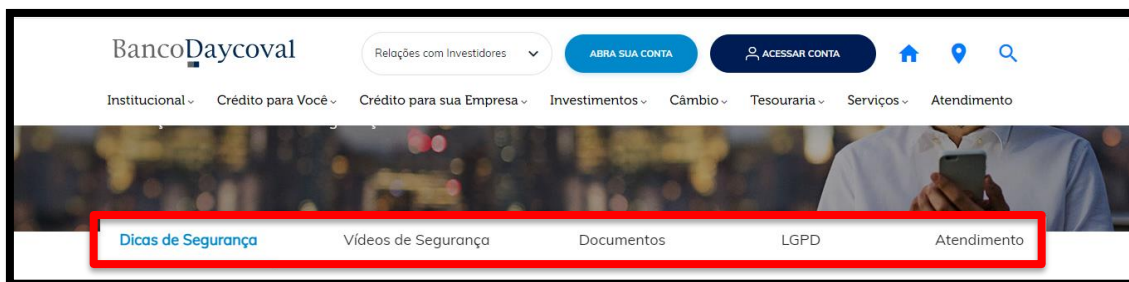 BancoDaycoval
Relações com Investidores
ABRA SUA CONTA
ACESSAR CONTA
Institucional
Crédito para Você
Crédito para sua Empresa
Investimentos
Câmbio
Tesouraria
Serviços
Atendimento
Dicas de Segurança
Vídeos de Segurança
Documentos
LGPD
Atendimento